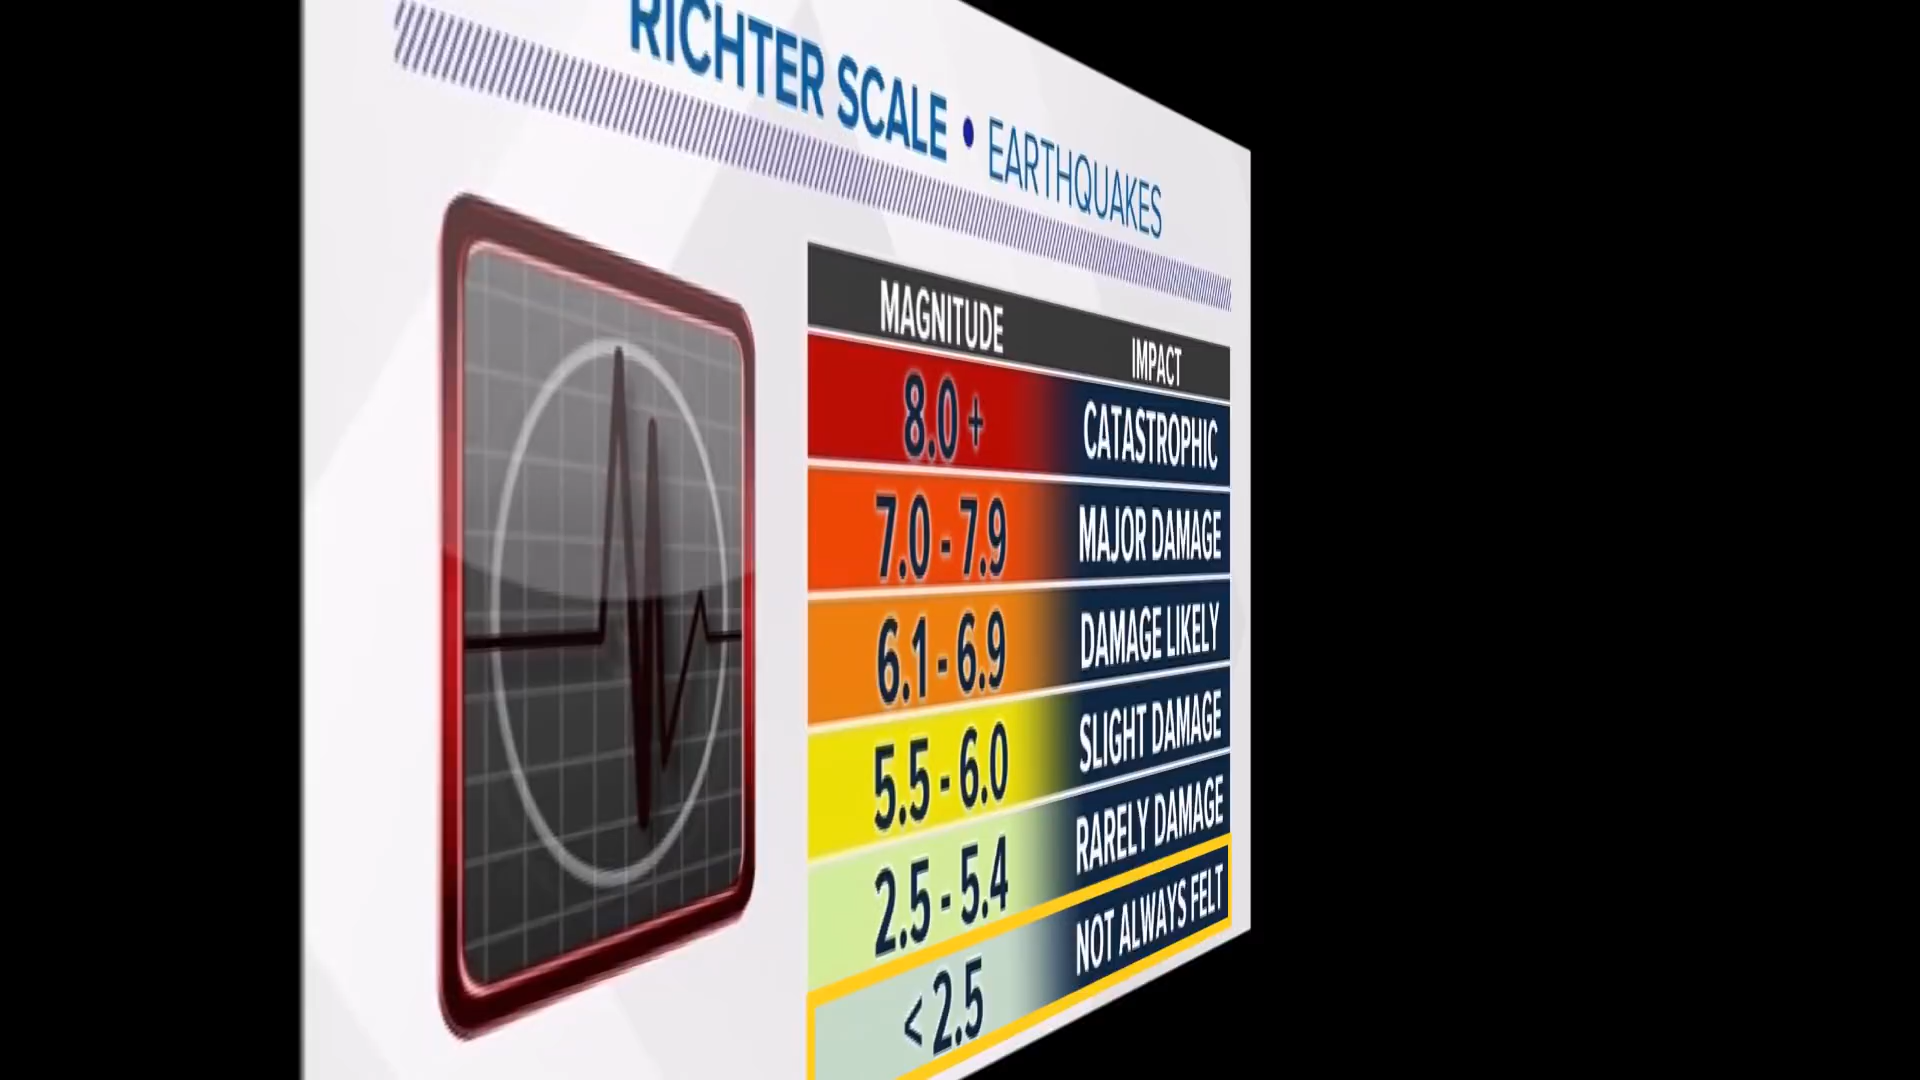 RICHTER SCALE • EARTHQUAKES
MAGNITUDE IMPACT
8.0 + CATASTROPHIC
7.0 - 7.9 MAJOR DAMAGE
6.1 - 6.9 DAMAGE LIKELY
5.5 - 6.0 SLIGHT DAMAGE
2.5 - 5.4 RARELY DAMAGE
< 2.5 NOT ALWAYS FELT